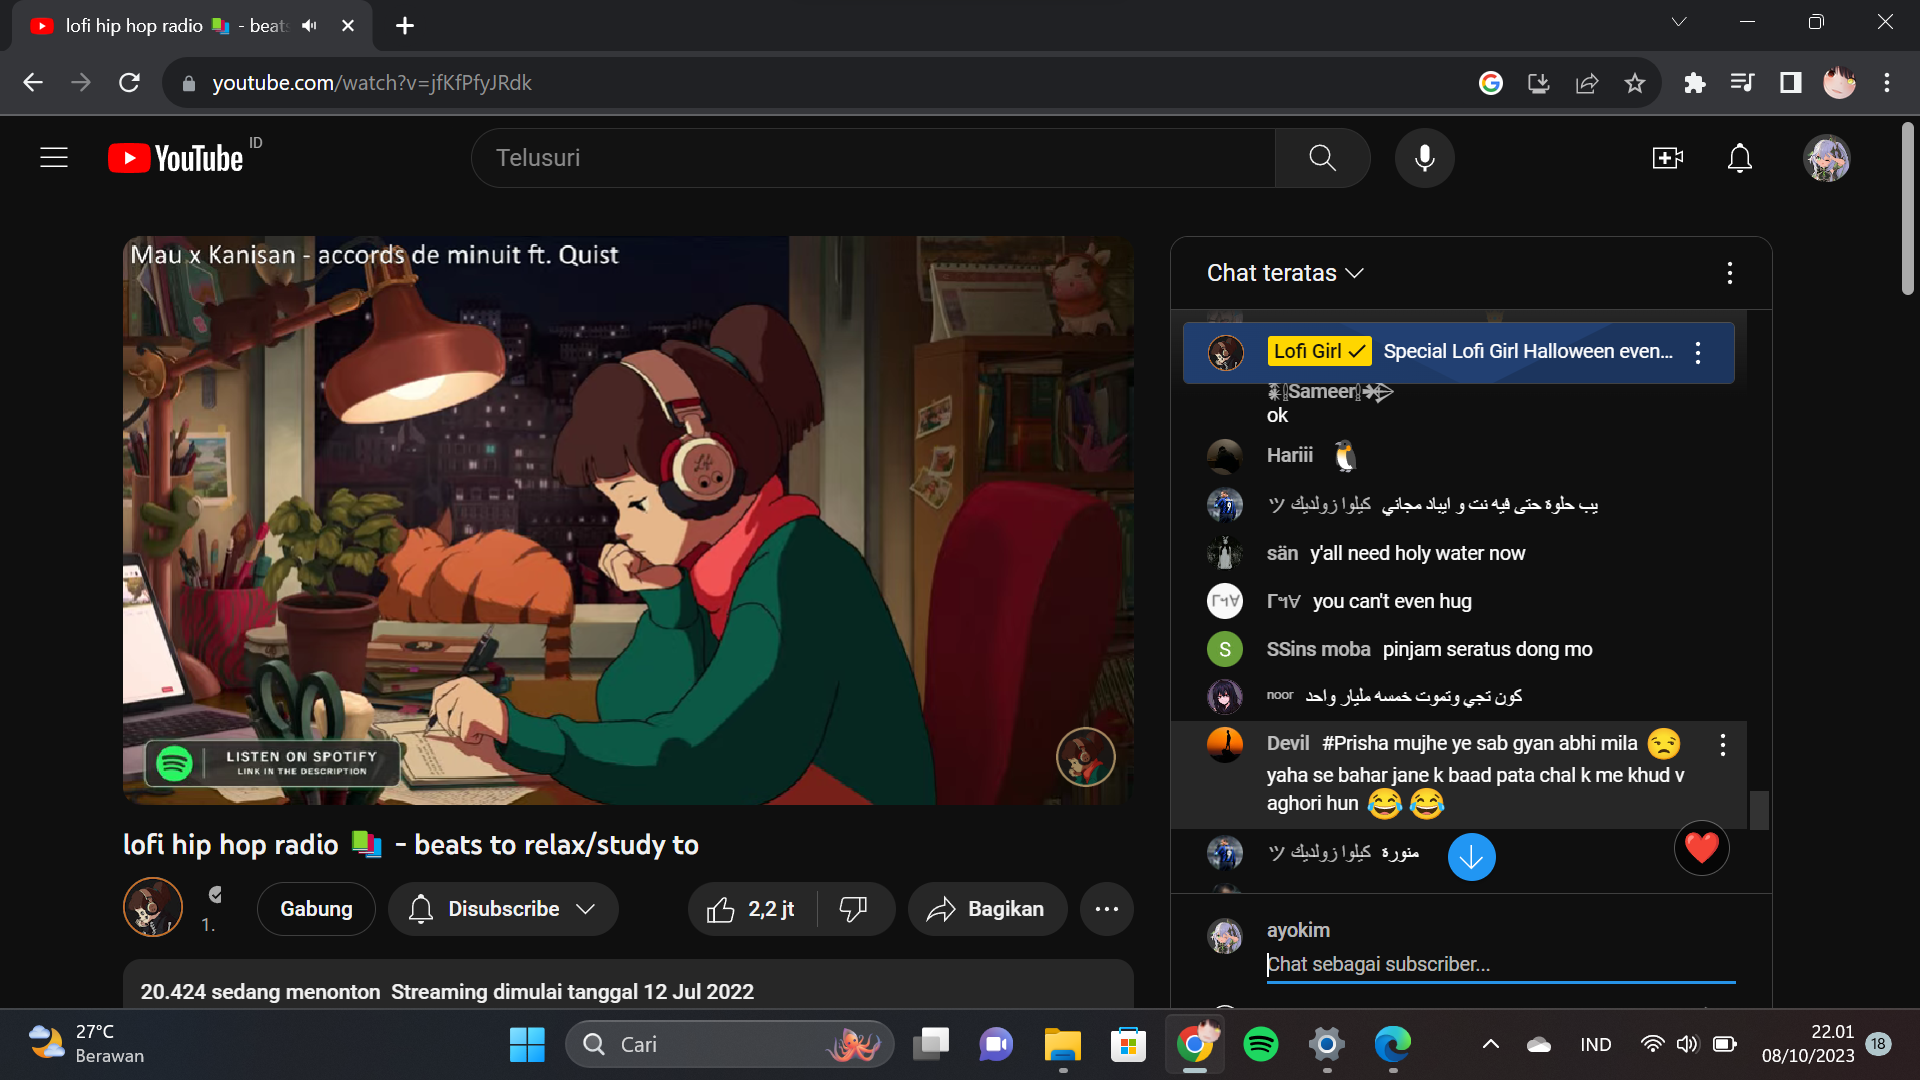 lofi hip hop radio 📚 - beats
youtube.com/watch?v=jfKfPfyJRdk
YouTube ID
Telusuri
Mau x Kanisan - accords de minuit ft. Quist
LISTEN ON SPOTIFY
LINK IN THE DESCRIPTION
lofi hip hop radio 📚 - beats to relax/study to
1.
Gabung
Disubscribe
2,2 jt
Bagikan
20.424 sedang menonton Streaming dimulai tanggal 12 Jul 2022
Chat teratas
Lofi Girl Special Lofi Girl Halloween even...
Sameer
ok
Hariii 🐧
ツ كيلوا زولديك يب حلوة حتى فيه نت و ايباد مجاني
sän y'all need holy water now
you can't even hug
S SSins moba pinjam seratus dong mo
noor كون تجي وتموت خمسه مليار واحد
Devil #Prisha mujhe ye sab gyan abhi mila 😒
yaha se bahar jane k baad pata chal k me khud v
aghori hun 😂 😂
ツ كيلوا زولديك منورة
ayokim
Chat sebagai subscriber...
27°C
Berawan
Cari
IND
22.01
08/10/2023
18